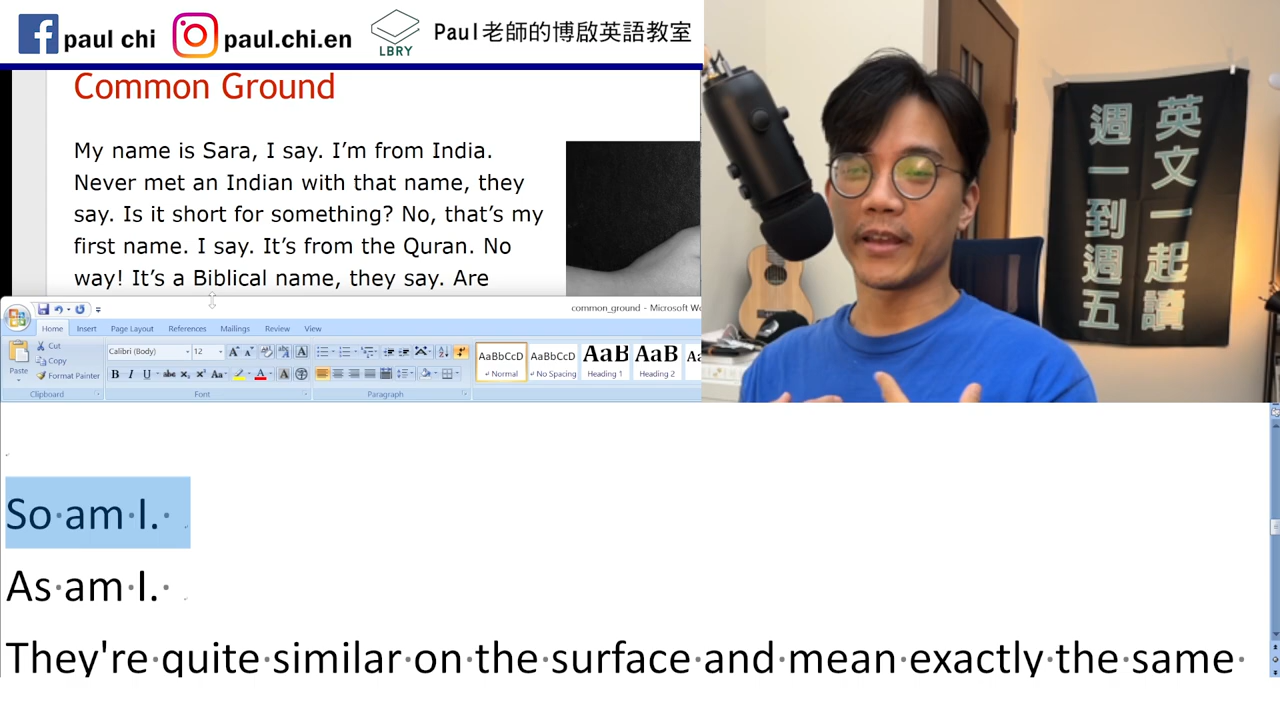 paul chi
paul.chi.en
LBRY
Paul老師的博啟英語教室
Common Ground
My name is Sara, I say. I’m from India.
Never met an Indian with that name, they
say. Is it short for something? No, that’s my
first name. I say. It’s from the Quran. No
way! It’s a Biblical name, they say. Are
英文一起讀
週一到週五
common_ground - Microsoft Wo
Home Insert Page Layout References Mailings Review View
Paste
Cut
Copy
Format Painter
Clipboard
Calibri (Body) 12
Font
Paragraph
AaBbCcD AaBbCcD AaBb AaB
Normal No Spacing Heading 1 Heading 2
So am I.
As am I.
They're quite similar on the surface and mean exactly the same